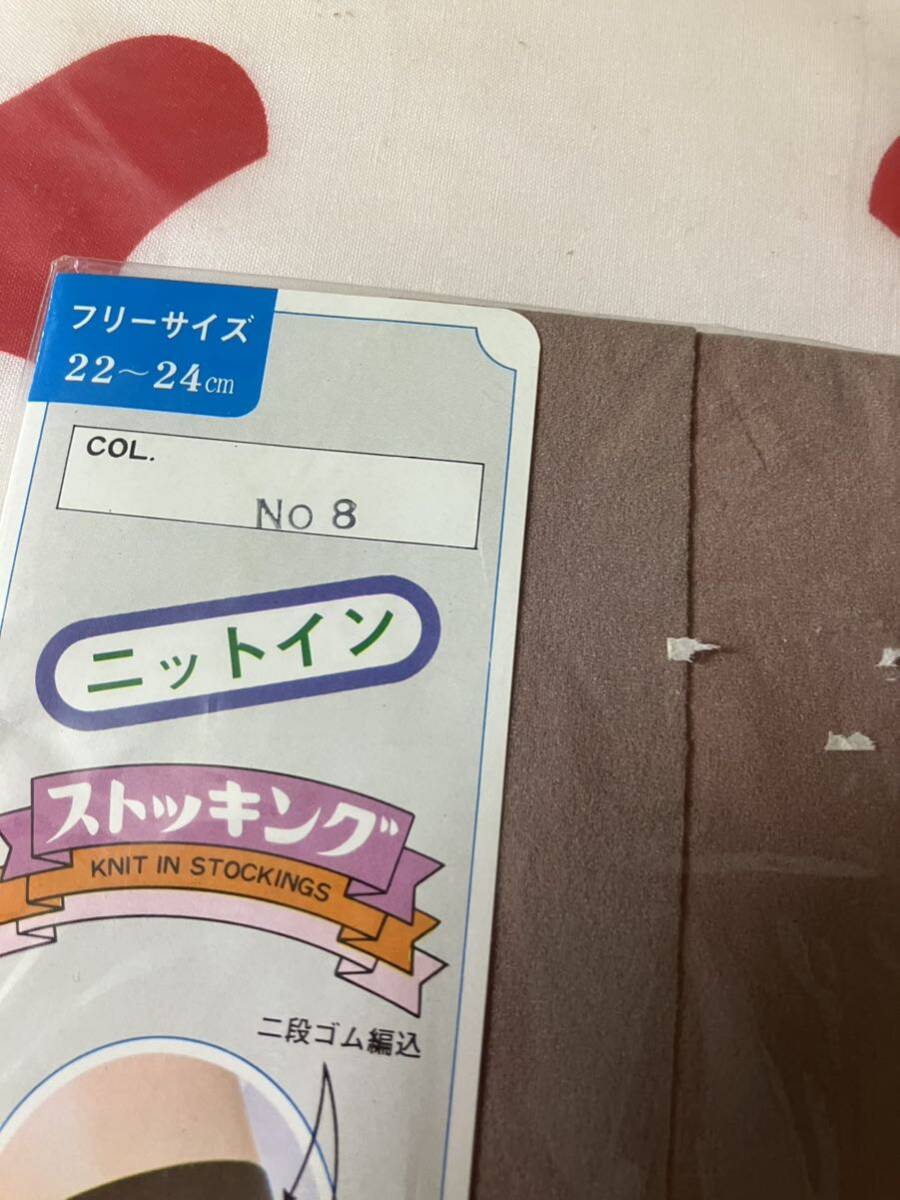 フリーサイズ
22～24cm
COL.
No 8
ニットイン
ストッキング
KNIT IN STOCKINGS
二段ゴム編込